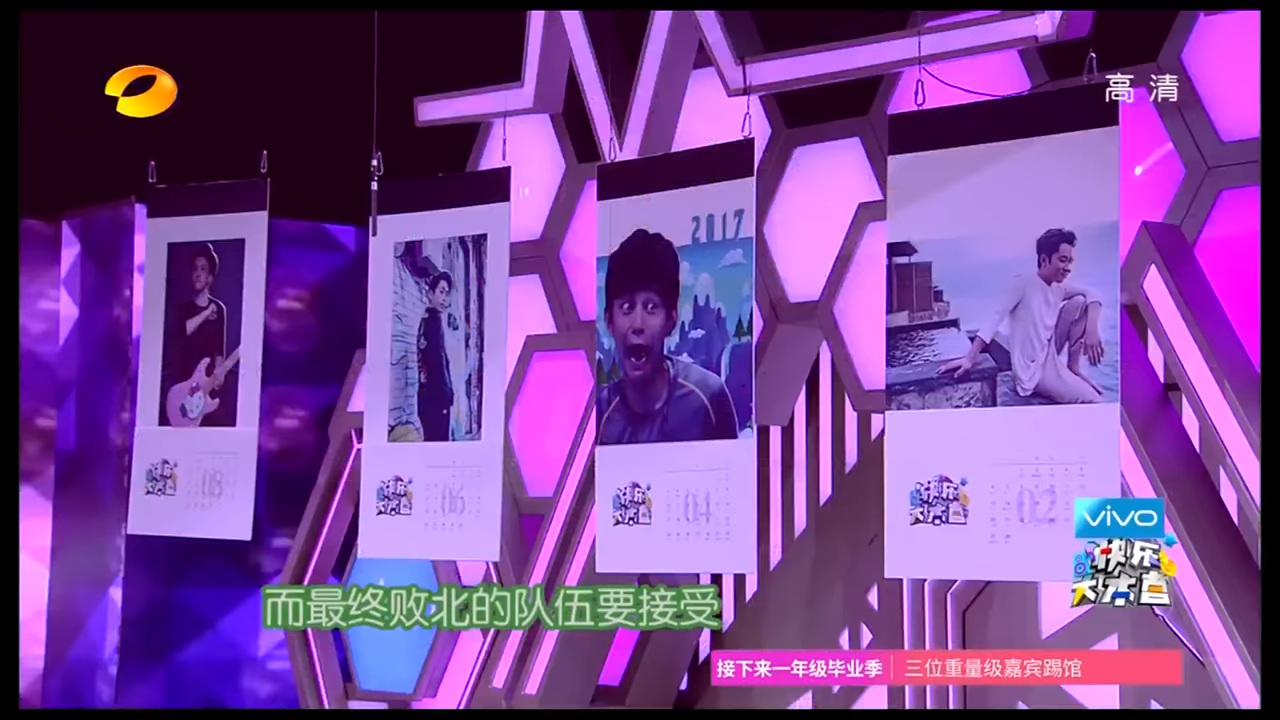 高清
2017
08
06
04
02
vivo
快乐
大本营
而最终败北的队伍要接受
接下来一年级毕业季 三位重量级嘉宾踢馆